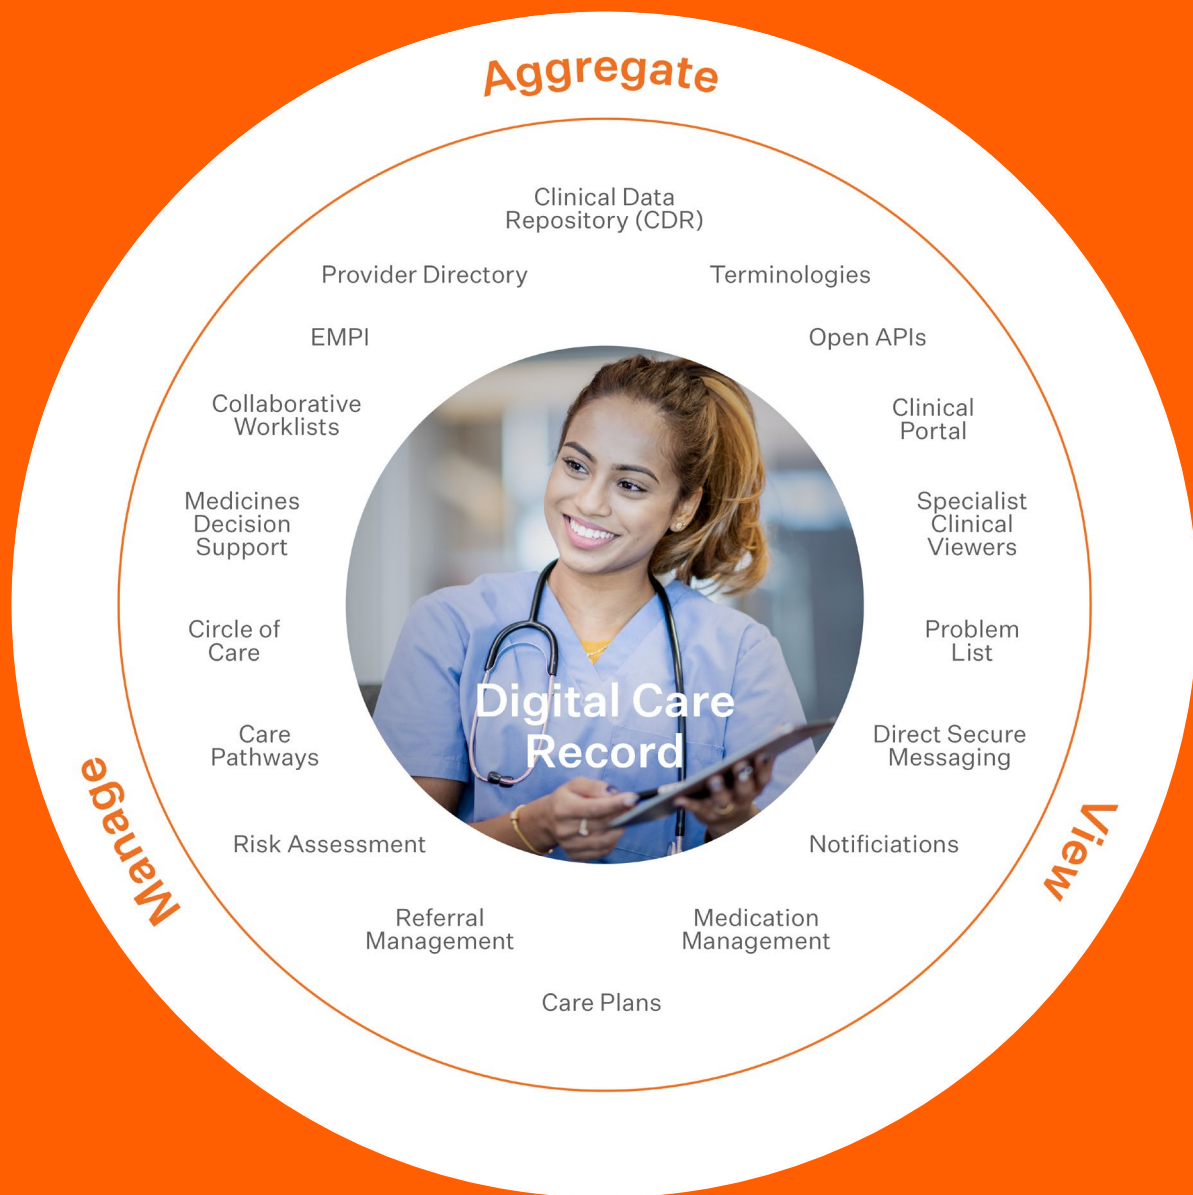 Aggregate
Clinical Data
Repository (CDR)
Provider Directory
Terminologies
EMPI
Open APIs
Collaborative
Worklists
Clinical
Portal
Medicines
Decision
Support
Specialist
Clinical
Viewers
Circle of
Care
Problem
List
Digital Care
Record
Care
Pathways
Direct Secure
Messaging
Manage
View
Risk Assessment
Notificiations
Referral
Management
Medication
Management
Care Plans